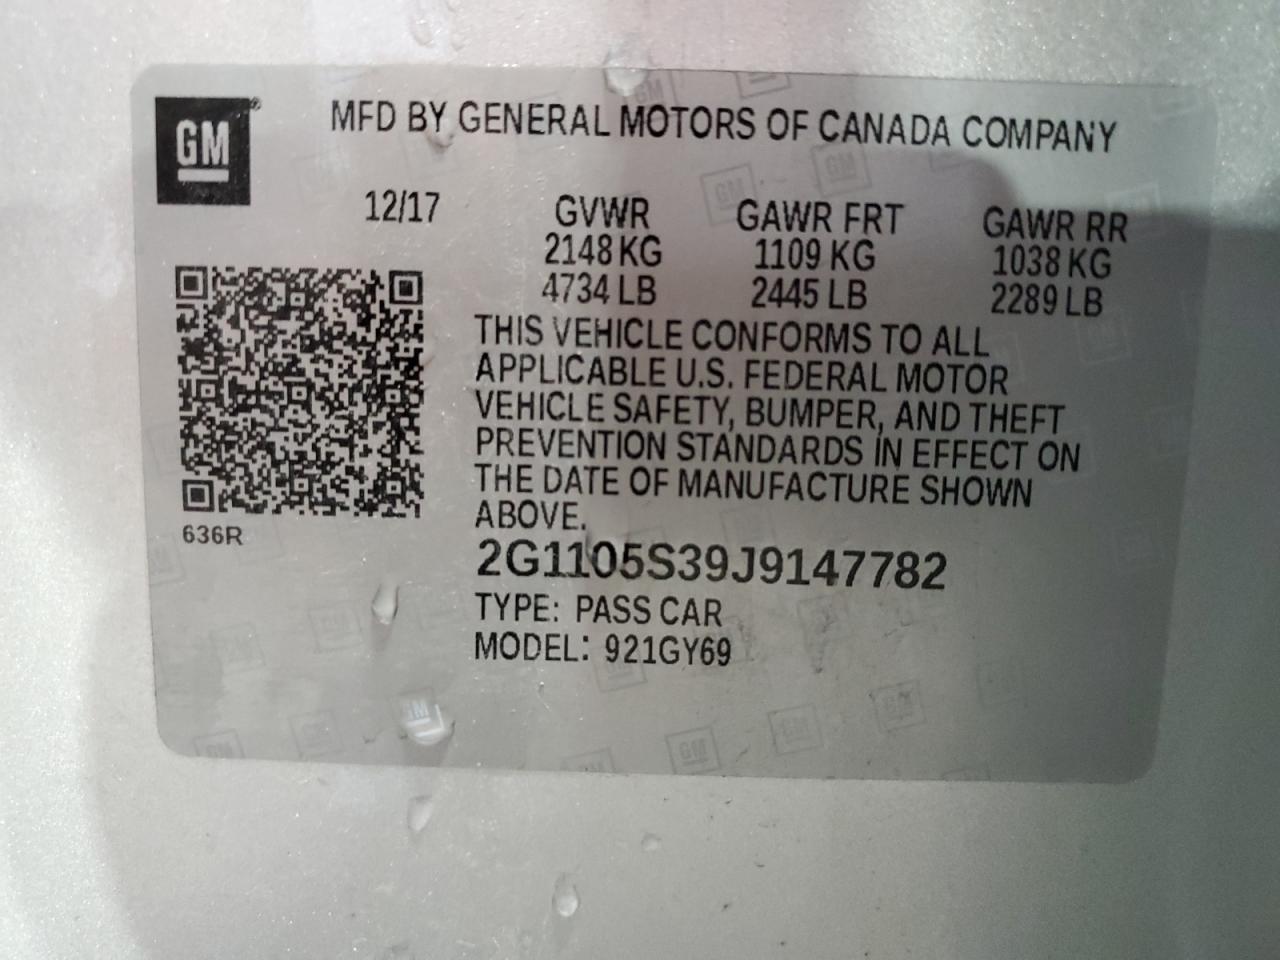 GM
MFD BY GENERAL MOTORS OF CANADA COMPANY
12/17 GVWR GAWR FRT GAWR RR
2148 KG 1109 KG 1038 KG
4734 LB 2445 LB 2289 LB
THIS VEHICLE CONFORMS TO ALL
APPLICABLE U.S. FEDERAL MOTOR
VEHICLE SAFETY, BUMPER, AND THEFT
PREVENTION STANDARDS IN EFFECT ON
THE DATE OF MANUFACTURE SHOWN
ABOVE.
636R
2G1105S39J9147782
TYPE: PASS CAR
MODEL: 921GY69